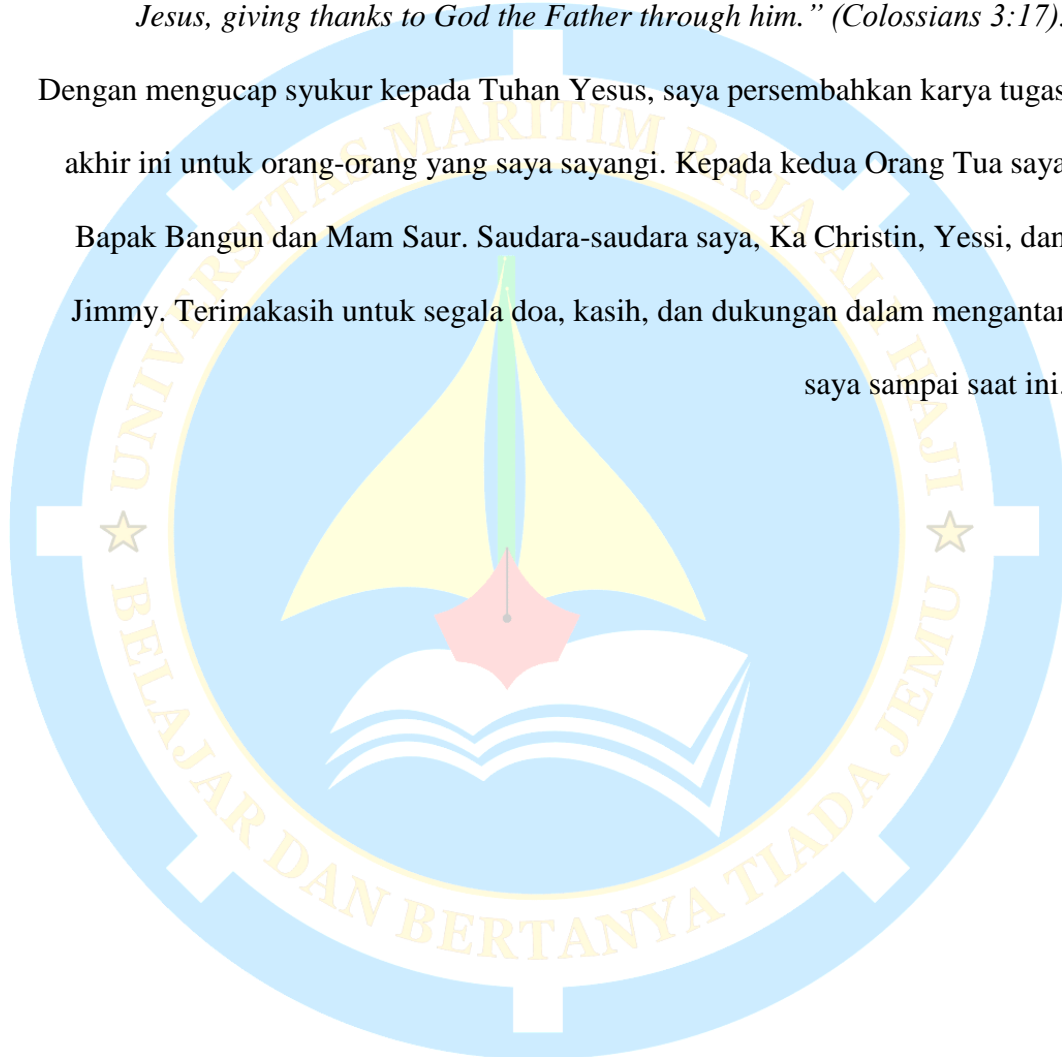 Jesus, giving thanks to God the Father through him.” (Colossians 3:17).
Dengan mengucap syukur kepada Tuhan Yesus, saya persembahkan karya tugas
akhir ini untuk orang-orang yang saya sayangi. Kepada kedua Orang Tua saya
Bapak Bangun dan Mam Saur. Saudara-saudara saya, Ka Christin, Yessi, dan
Jimmy. Terimakasih untuk segala doa, kasih, dan dukungan dalam mengantar
saya sampai saat ini.
UNIVERSITAS MARITIM RAJA ALI HAJI
BELAJAR DAN BERTANYA TIADA JEMU